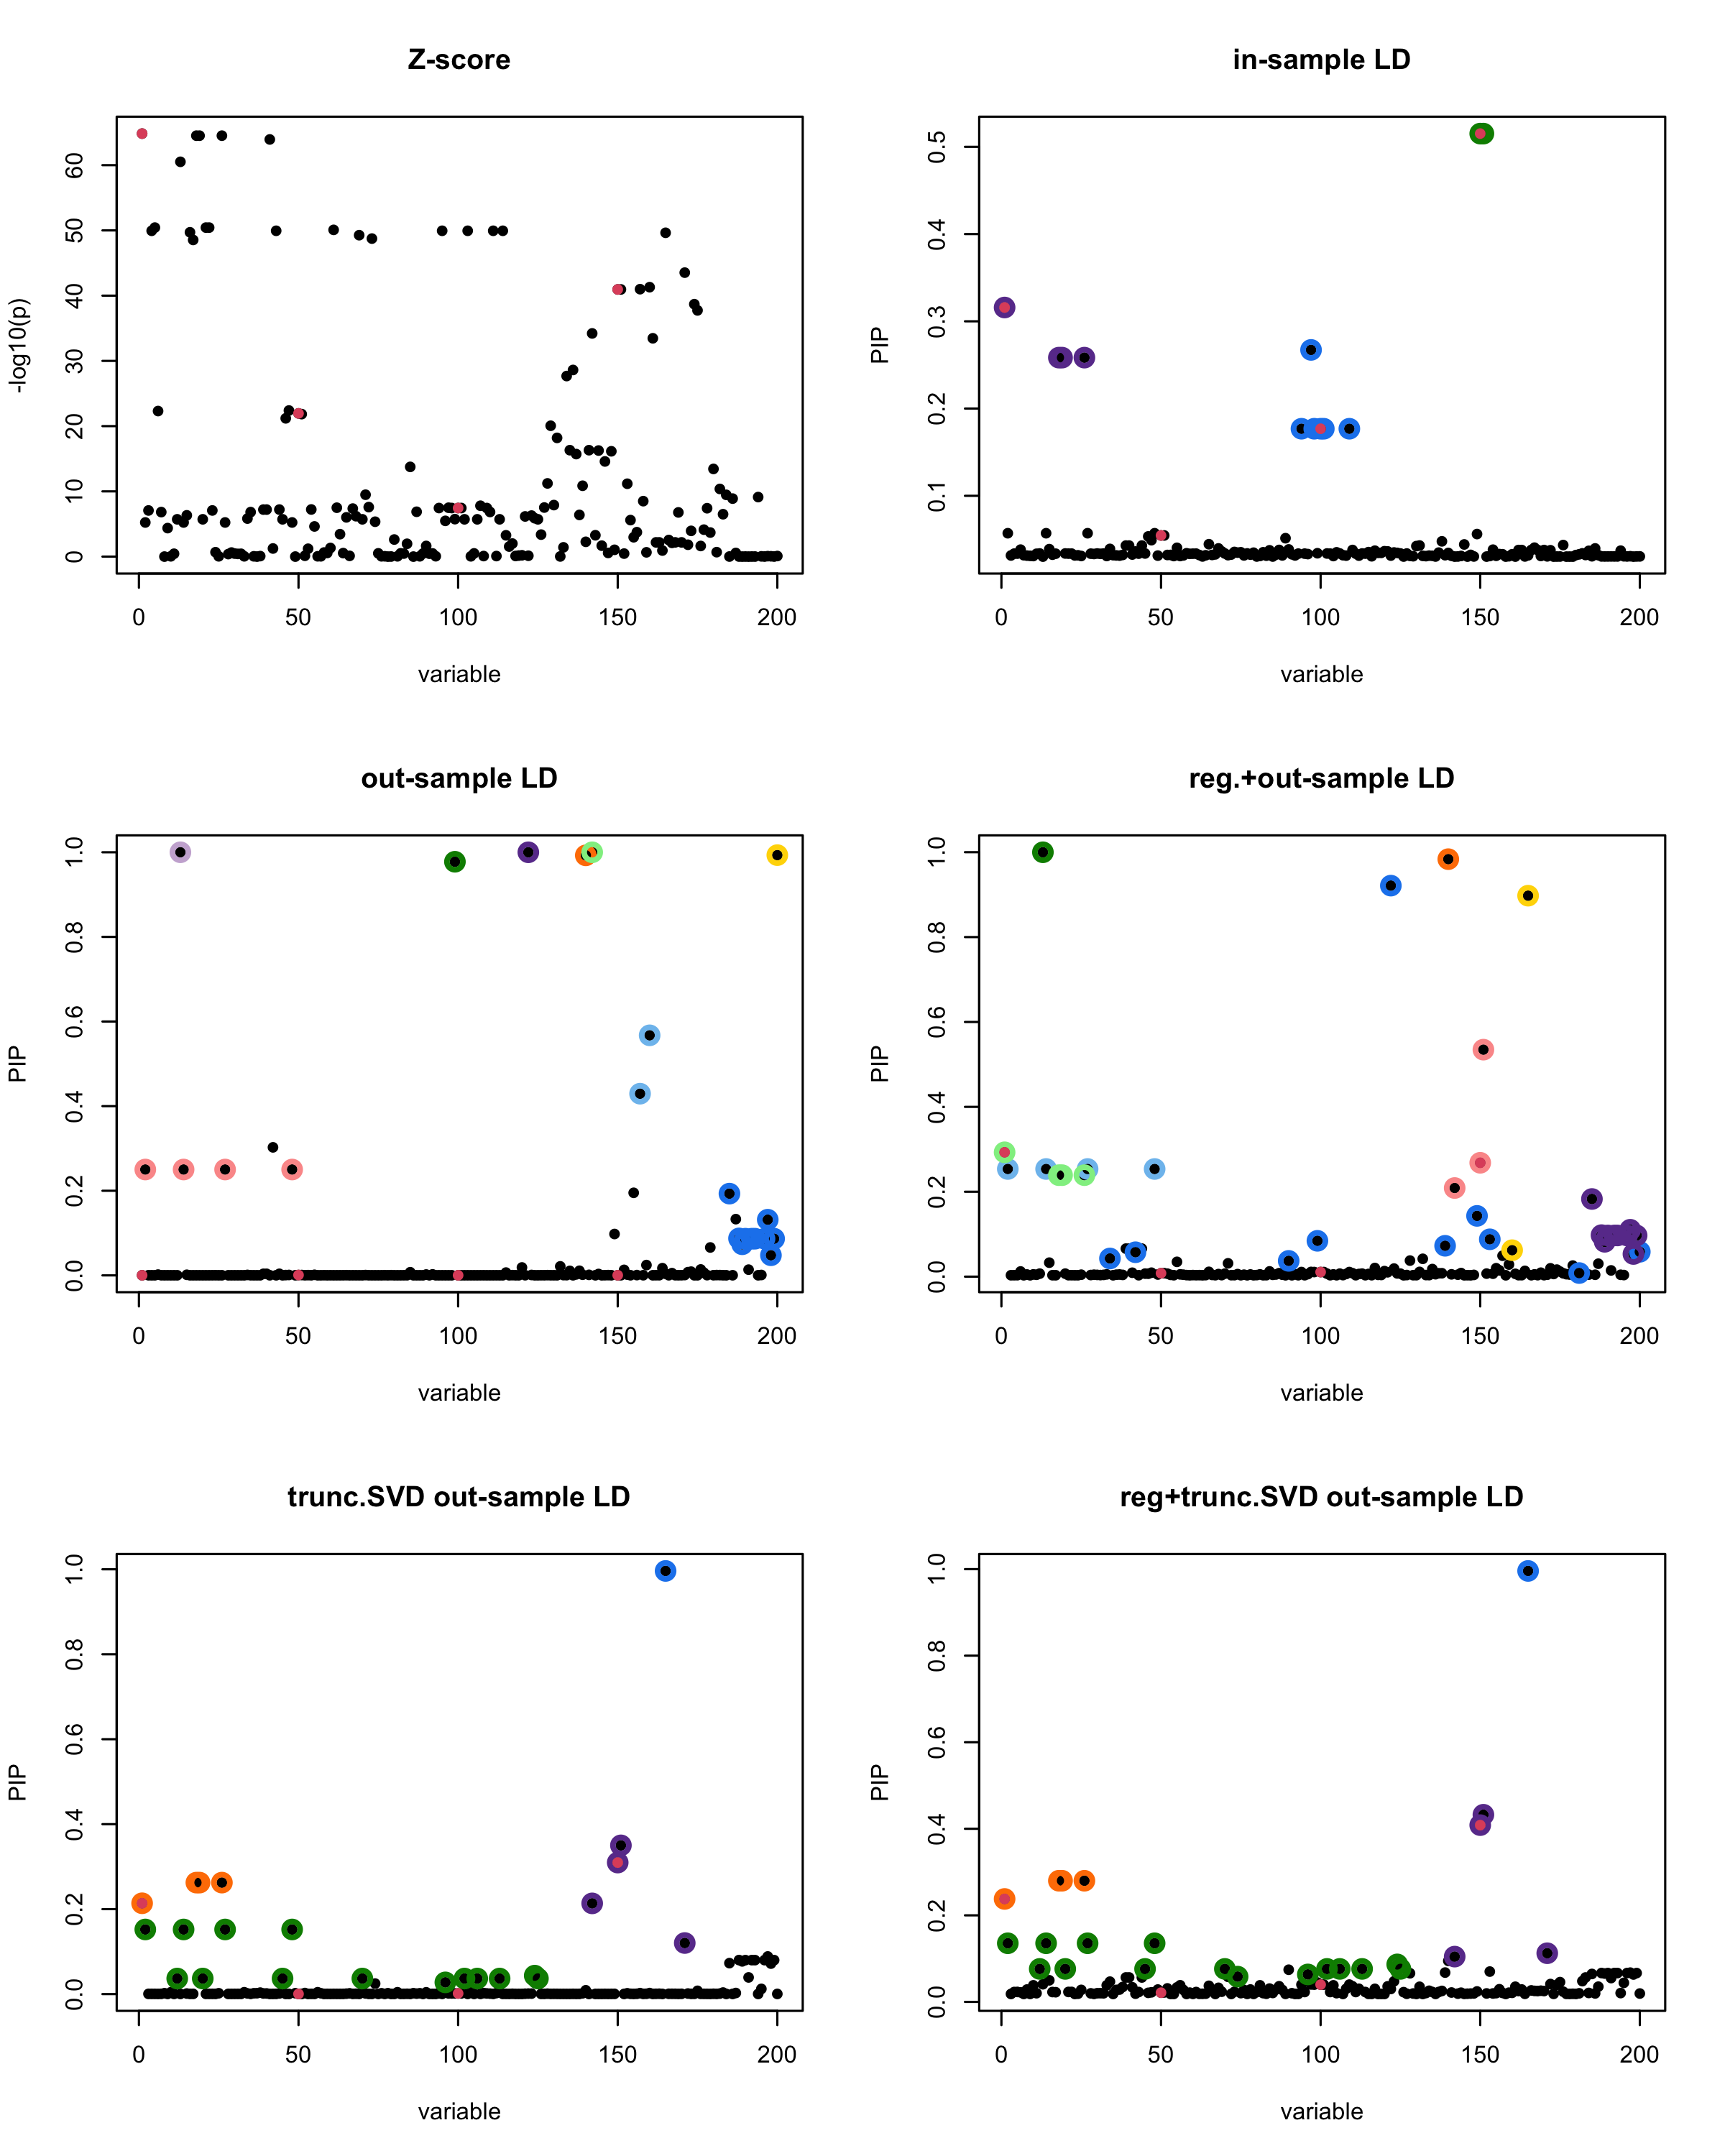 Z-score
-log10(p)
0 10 20 30 40 50 60
0 50 100 150 200
variable
in-sample LD
PIP
0.1 0.2 0.3 0.4 0.5
0 50 100 150 200
variable
out-sample LD
PIP
0.0 0.2 0.4 0.6 0.8 1.0
0 50 100 150 200
variable
reg.+out-sample LD
PIP
0.0 0.2 0.4 0.6 0.8 1.0
0 50 100 150 200
variable
trunc.SVD out-sample LD
PIP
0.0 0.2 0.4 0.6 0.8 1.0
0 50 100 150 200
variable
reg+trunc.SVD out-sample LD
PIP
0.0 0.2 0.4 0.6 0.8 1.0
0 50 100 150 200
variable